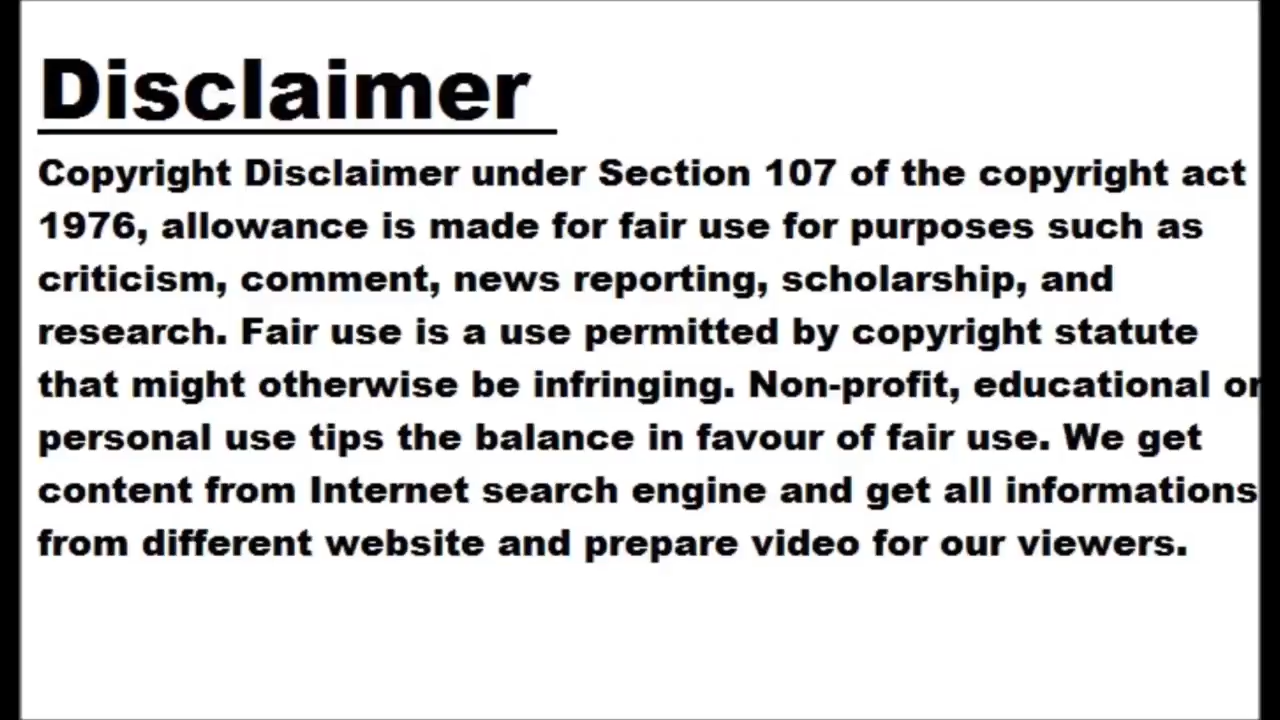 Disclaimer
Copyright Disclaimer under Section 107 of the copyright act
1976, allowance is made for fair use for purposes such as
criticism, comment, news reporting, scholarship, and
research. Fair use is a use permitted by copyright statute
that might otherwise be infringing. Non-profit, educational or
personal use tips the balance in favour of fair use. We get
content from Internet search engine and get all informations
from different website and prepare video for our viewers.